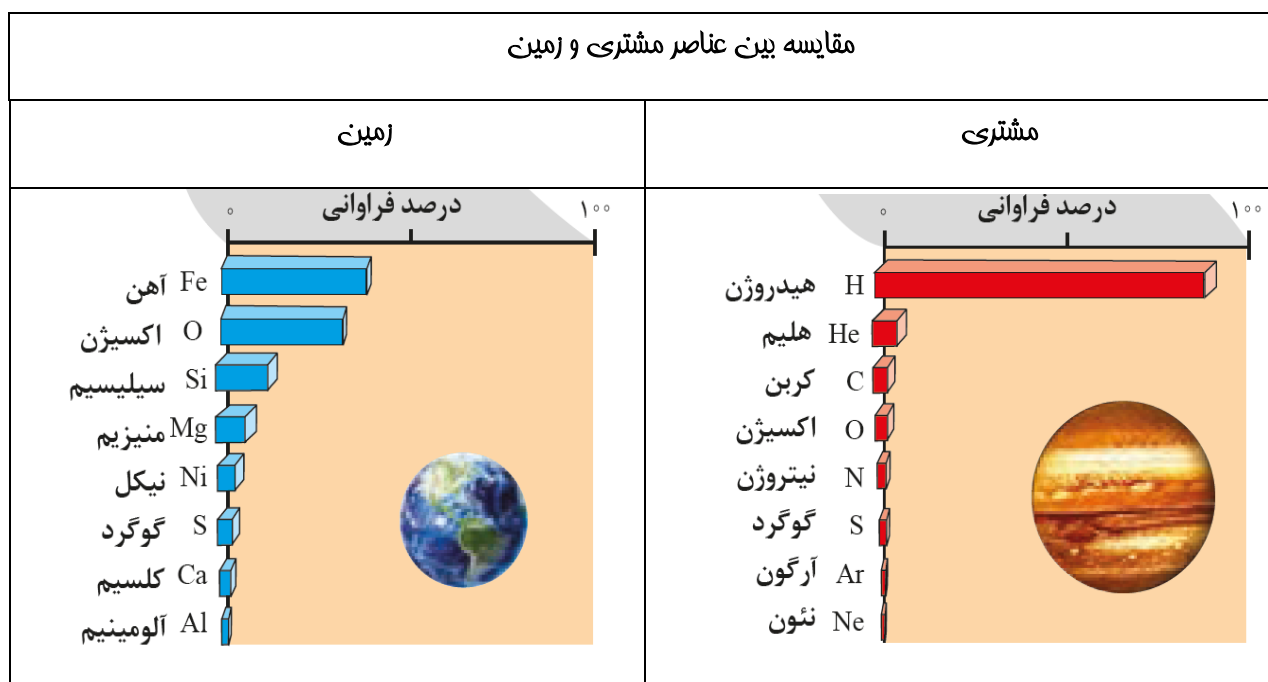 مقایسه بین عناصر مشتری و زمین
مشتری
درصد فراوانی
۰
۱۰۰
هیدروژن H
هلیم He
کربن C
اکسیژن O
نیتروژن N
گوگرد S
آرگون Ar
نئون Ne
زمین
درصد فراوانی
۰
۱۰۰
آهن Fe
اکسیژن O
سیلیسیم Si
منیزیم Mg
نیکل Ni
گوگرد S
کلسیم Ca
آلومینیم Al